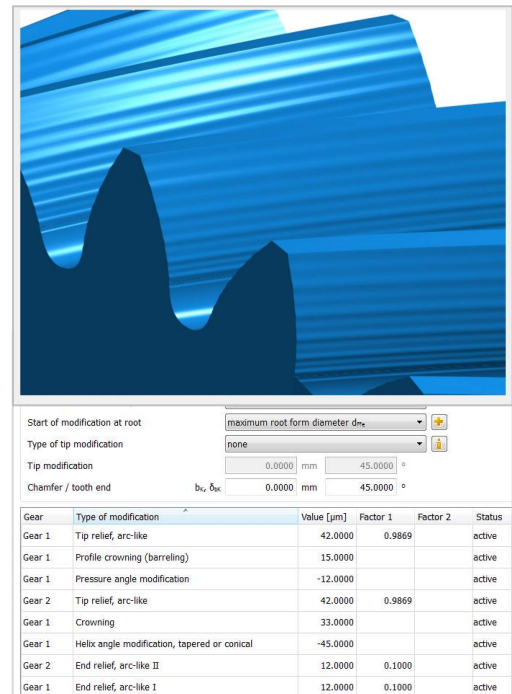 Start of modification at root maximum root form diameter dmₑ
Type of tip modification none
Tip modification 0.0000 mm 45.0000 °
Chamfer / tooth end bK, δbK 0.0000 mm 45.0000 °
Gear Type of modification Value [µm] Factor 1 Factor 2 Status
Gear 1 Tip relief, arc-like 42.0000 0.9869 active
Gear 1 Profile crowning (barreling) 15.0000 active
Gear 1 Pressure angle modification -12.0000 active
Gear 2 Tip relief, arc-like 42.0000 0.9869 active
Gear 1 Crowning 33.0000 active
Gear 1 Helix angle modification, tapered or conical -45.0000 active
Gear 2 End relief, arc-like II 12.0000 0.1000 active
Gear 1 End relief, arc-like I 12.0000 0.1000 active